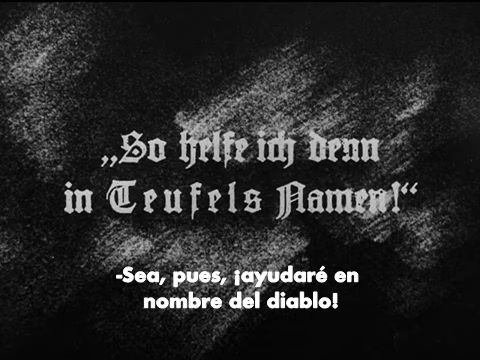 „So helfe ich denn
in Teufels Namen!“
-Sea, pues, ¡ayudaré en
nombre del diablo!